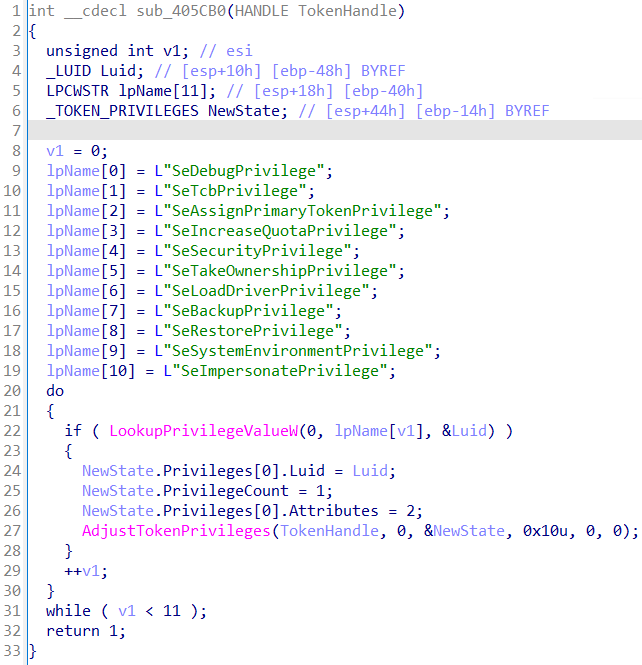 1 int __cdecl sub_405CB0(HANDLE TokenHandle)
2 {
3 unsigned int v1; // esi
4 _LUID Luid; // [esp+10h] [ebp-48h] BYREF
5 LPCWSTR lpName[11]; // [esp+18h] [ebp-40h]
6 _TOKEN_PRIVILEGES NewState; // [esp+44h] [ebp-14h] BYREF
7
8 v1 = 0;
9 lpName[0] = L"SeDebugPrivilege";
10 lpName[1] = L"SeTcbPrivilege";
11 lpName[2] = L"SeAssignPrimaryTokenPrivilege";
12 lpName[3] = L"SeIncreaseQuotaPrivilege";
13 lpName[4] = L"SeSecurityPrivilege";
14 lpName[5] = L"SeTakeOwnershipPrivilege";
15 lpName[6] = L"SeLoadDriverPrivilege";
16 lpName[7] = L"SeBackupPrivilege";
17 lpName[8] = L"SeRestorePrivilege";
18 lpName[9] = L"SeSystemEnvironmentPrivilege";
19 lpName[10] = L"SeImpersonatePrivilege";
20 do
21 {
22 if ( LookupPrivilegeValueW(0, lpName[v1], &Luid) )
23 {
24 NewState.Privileges[0].Luid = Luid;
25 NewState.PrivilegeCount = 1;
26 NewState.Privileges[0].Attributes = 2;
27 AdjustTokenPrivileges(TokenHandle, 0, &NewState, 0x10u, 0, 0);
28 }
29 ++v1;
30 }
31 while ( v1 < 11 );
32 return 1;
33 }